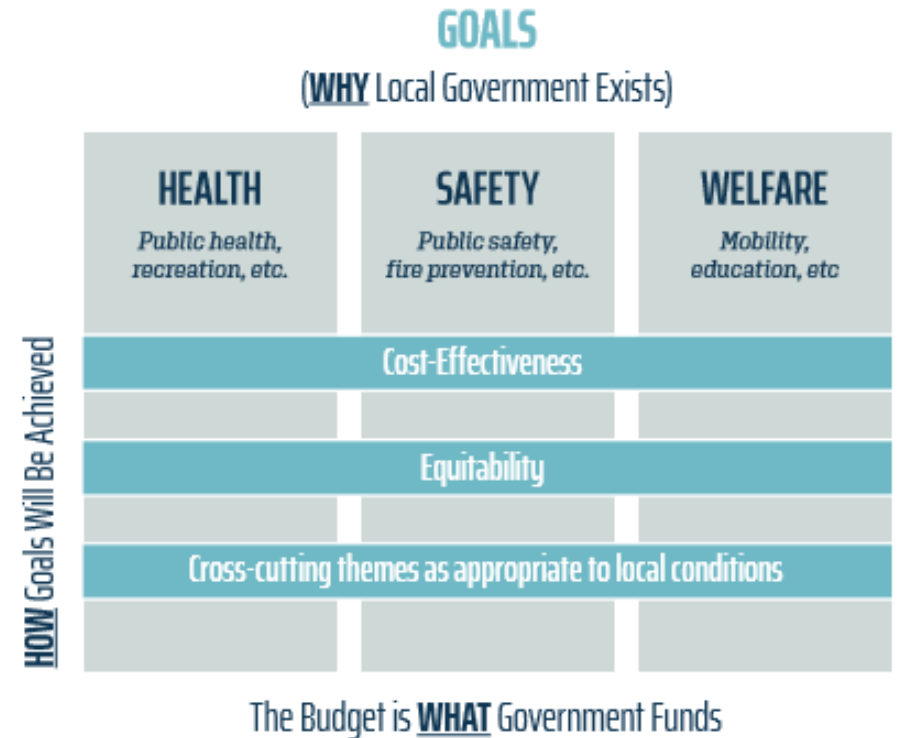 GOALS
(WHY Local Government Exists)
HEALTH
Public health,
recreation, etc.
SAFETY
Public safety,
fire prevention, etc.
WELFARE
Mobility,
education, etc
HOW Goals Will Be Achieved
Cost-Effectiveness
Equitability
Cross-cutting themes as appropriate to local conditions
The Budget is WHAT Government Funds